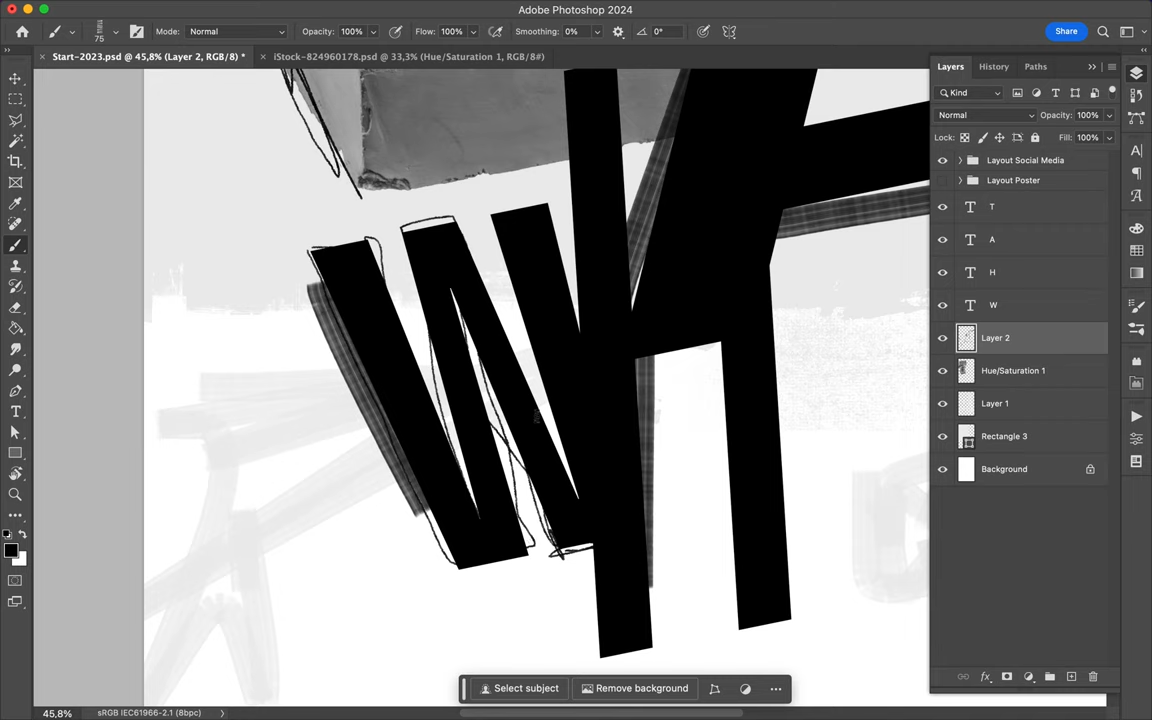 Adobe Photoshop 2024
75
Mode: Normal
Opacity: 100%
Flow: 100%
Smoothing: 0%
0°
Share
Start-2023.psd @ 45,8% (Layer 2, RGB/8) *
iStock-824960178.psd @ 33,3% (Hue/Saturation 1, RGB/8#)
Layers
History
Paths
Kind
Normal
Opacity: 100%
Lock:
Fill: 100%
Layout Social Media
Layout Poster
T
A
H
W
Layer 2
Hue/Saturation 1
Layer 1
Rectangle 3
Background
W
H
Select subject
Remove background
45,8%
sRGB IEC61966-2.1 (8bpc)